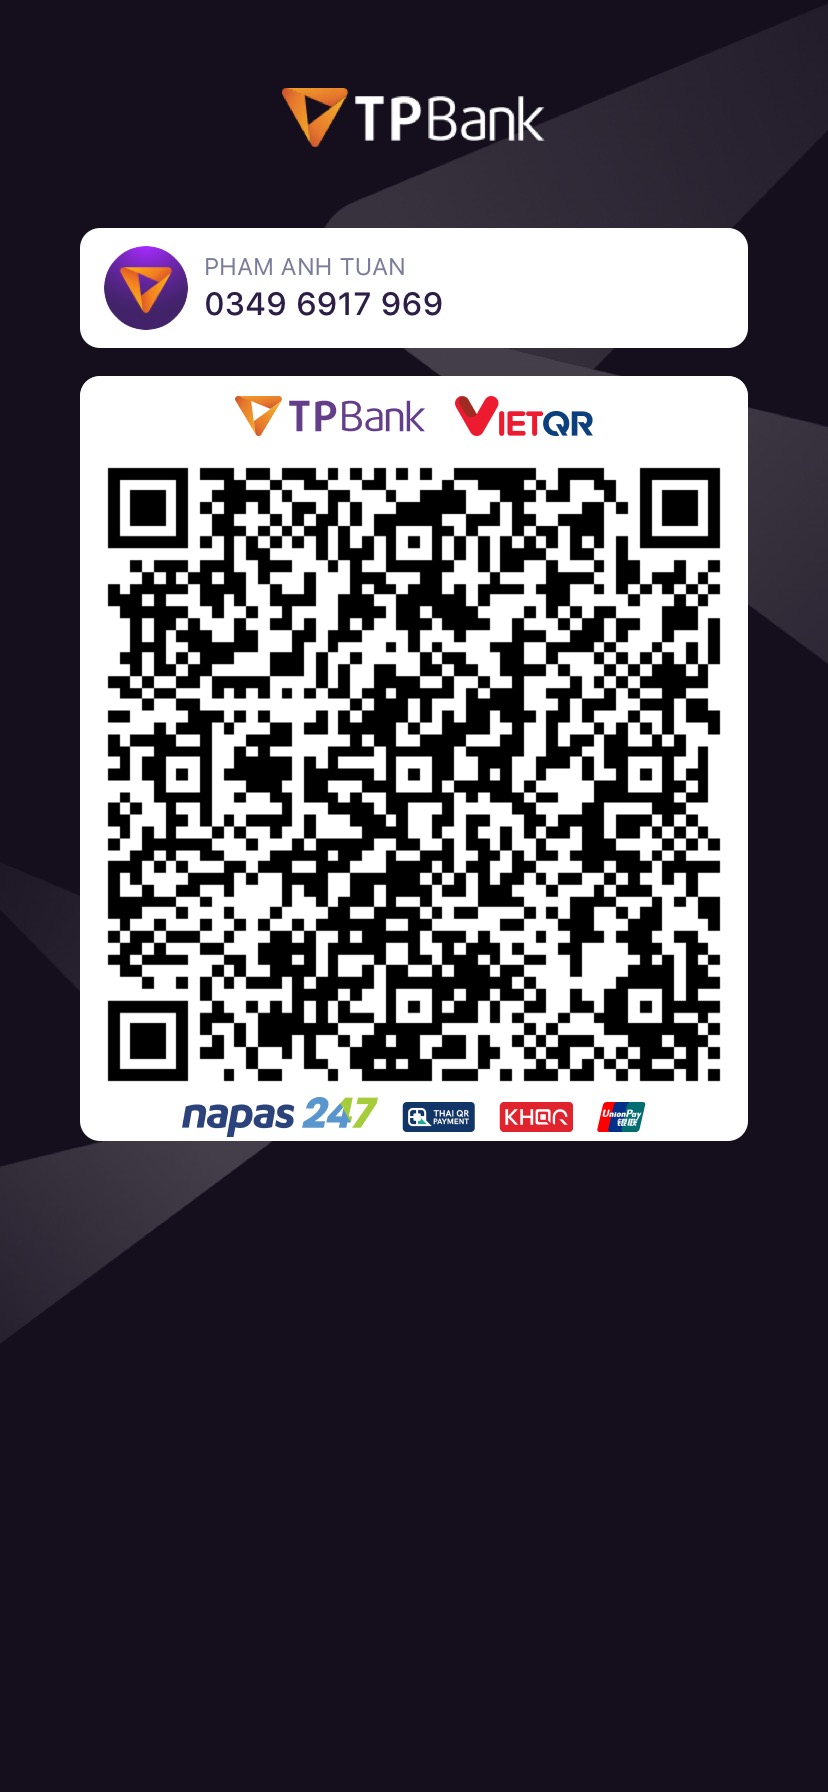 TPBank
PHAM ANH TUAN
0349 6917 969
TPBank VIETQR
napas 247 THAI QR PAYMENT KHQR UnionPay 银联